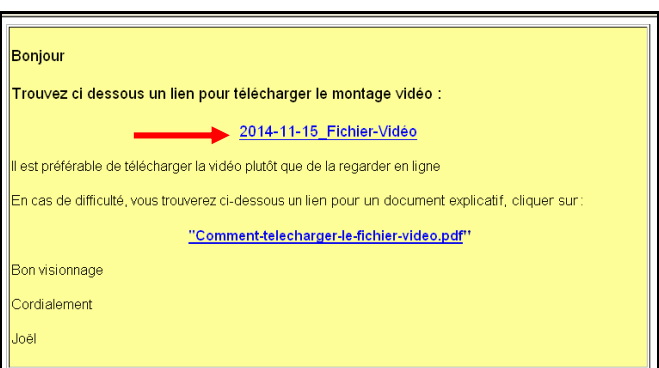 Bonjour
Trouvez ci dessous un lien pour télécharger le montage vidéo :
2014-11-15_Fichier-Vidéo
Il est préférable de télécharger la vidéo plutôt que de la regarder en ligne
En cas de difficulté, vous trouverez ci-dessous un lien pour un document explicatif, cliquer sur :
"Comment-telecharger-le-fichier-video.pdf"
Bon visionnage
Cordialement
Joël